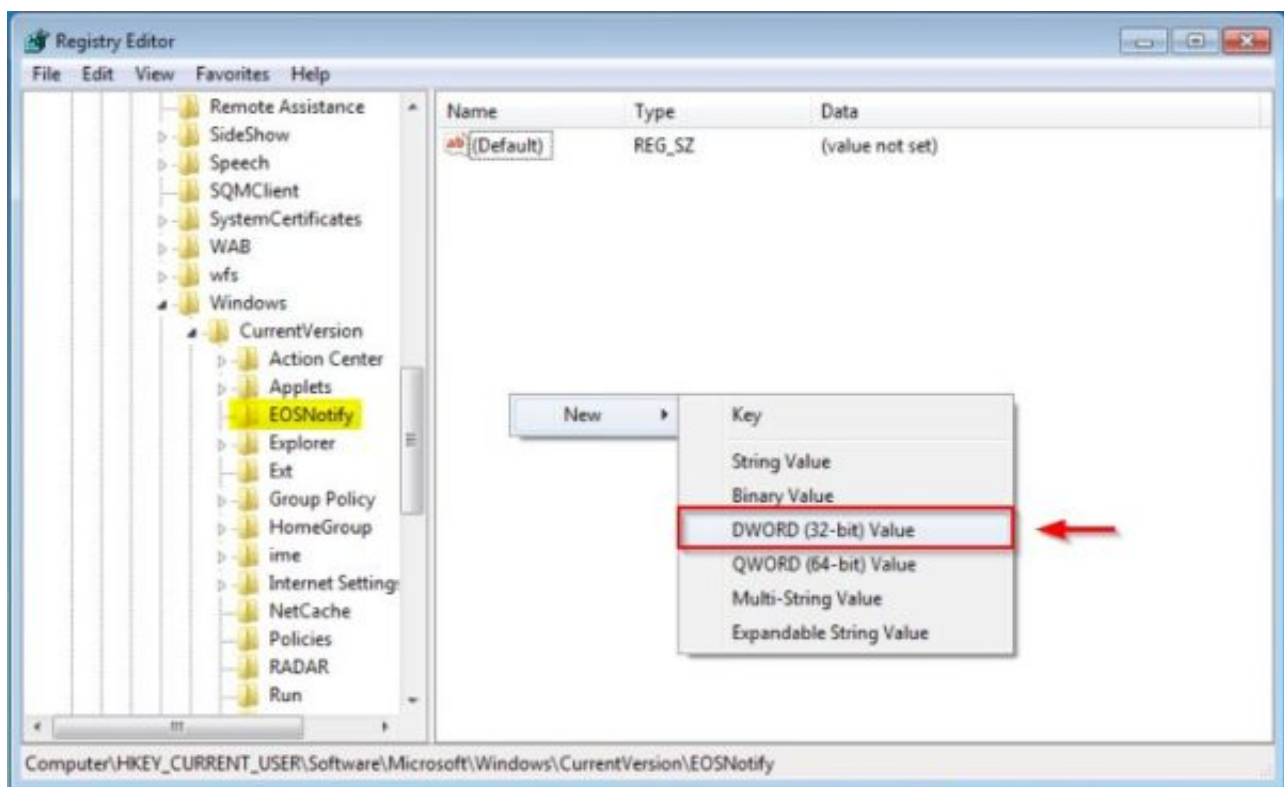 Registry Editor
File Edit View Favorites Help
Remote Assistance
SideShow
Speech
SQMClient
SystemCertificates
WAB
wfs
Windows
CurrentVersion
Action Center
Applets
EOSNotify
Explorer
Ext
Group Policy
HomeGroup
ime
Internet Setting
NetCache
Policies
RADAR
Run
Name Type Data
ab (Default) REG_SZ (value not set)
New
Key
String Value
Binary Value
DWORD (32-bit) Value
QWORD (64-bit) Value
Multi-String Value
Expandable String Value
Computer\HKEY_CURRENT_USER\Software\Microsoft\Windows\CurrentVersion\EOSNotify